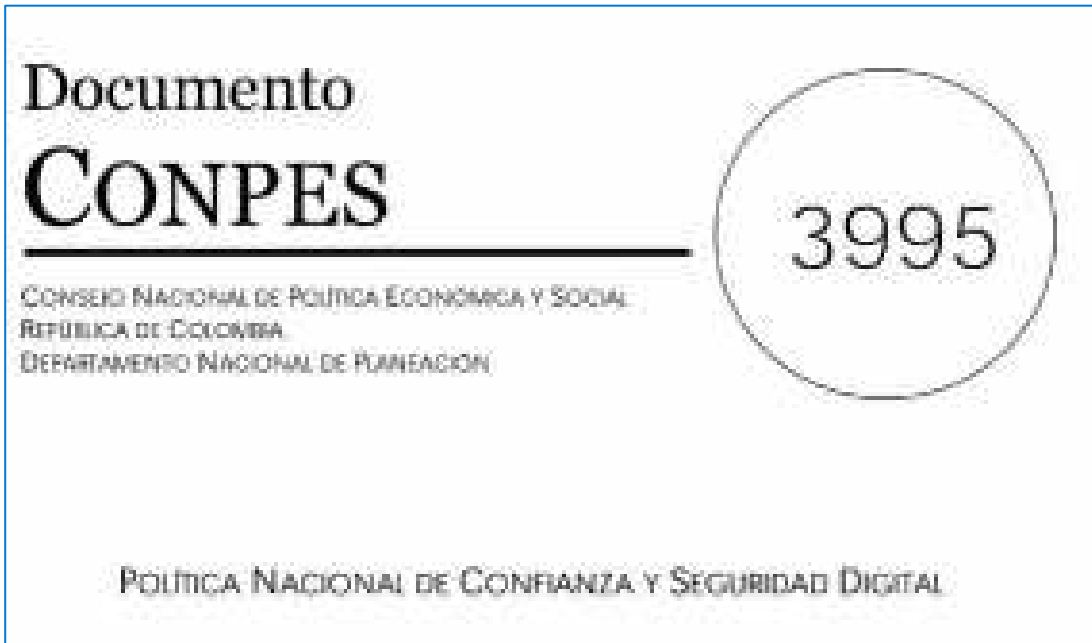 Documento
CONPES
3995
CONSEJO NACIONAL DE POLÍTICA ECONÓMICA Y SOCIAL
REPÚBLICA DE COLOMBIA
DEPARTAMENTO NACIONAL DE PLANEACIÓN
POLÍTICA NACIONAL DE CONFIANZA Y SEGURIDAD DIGITAL